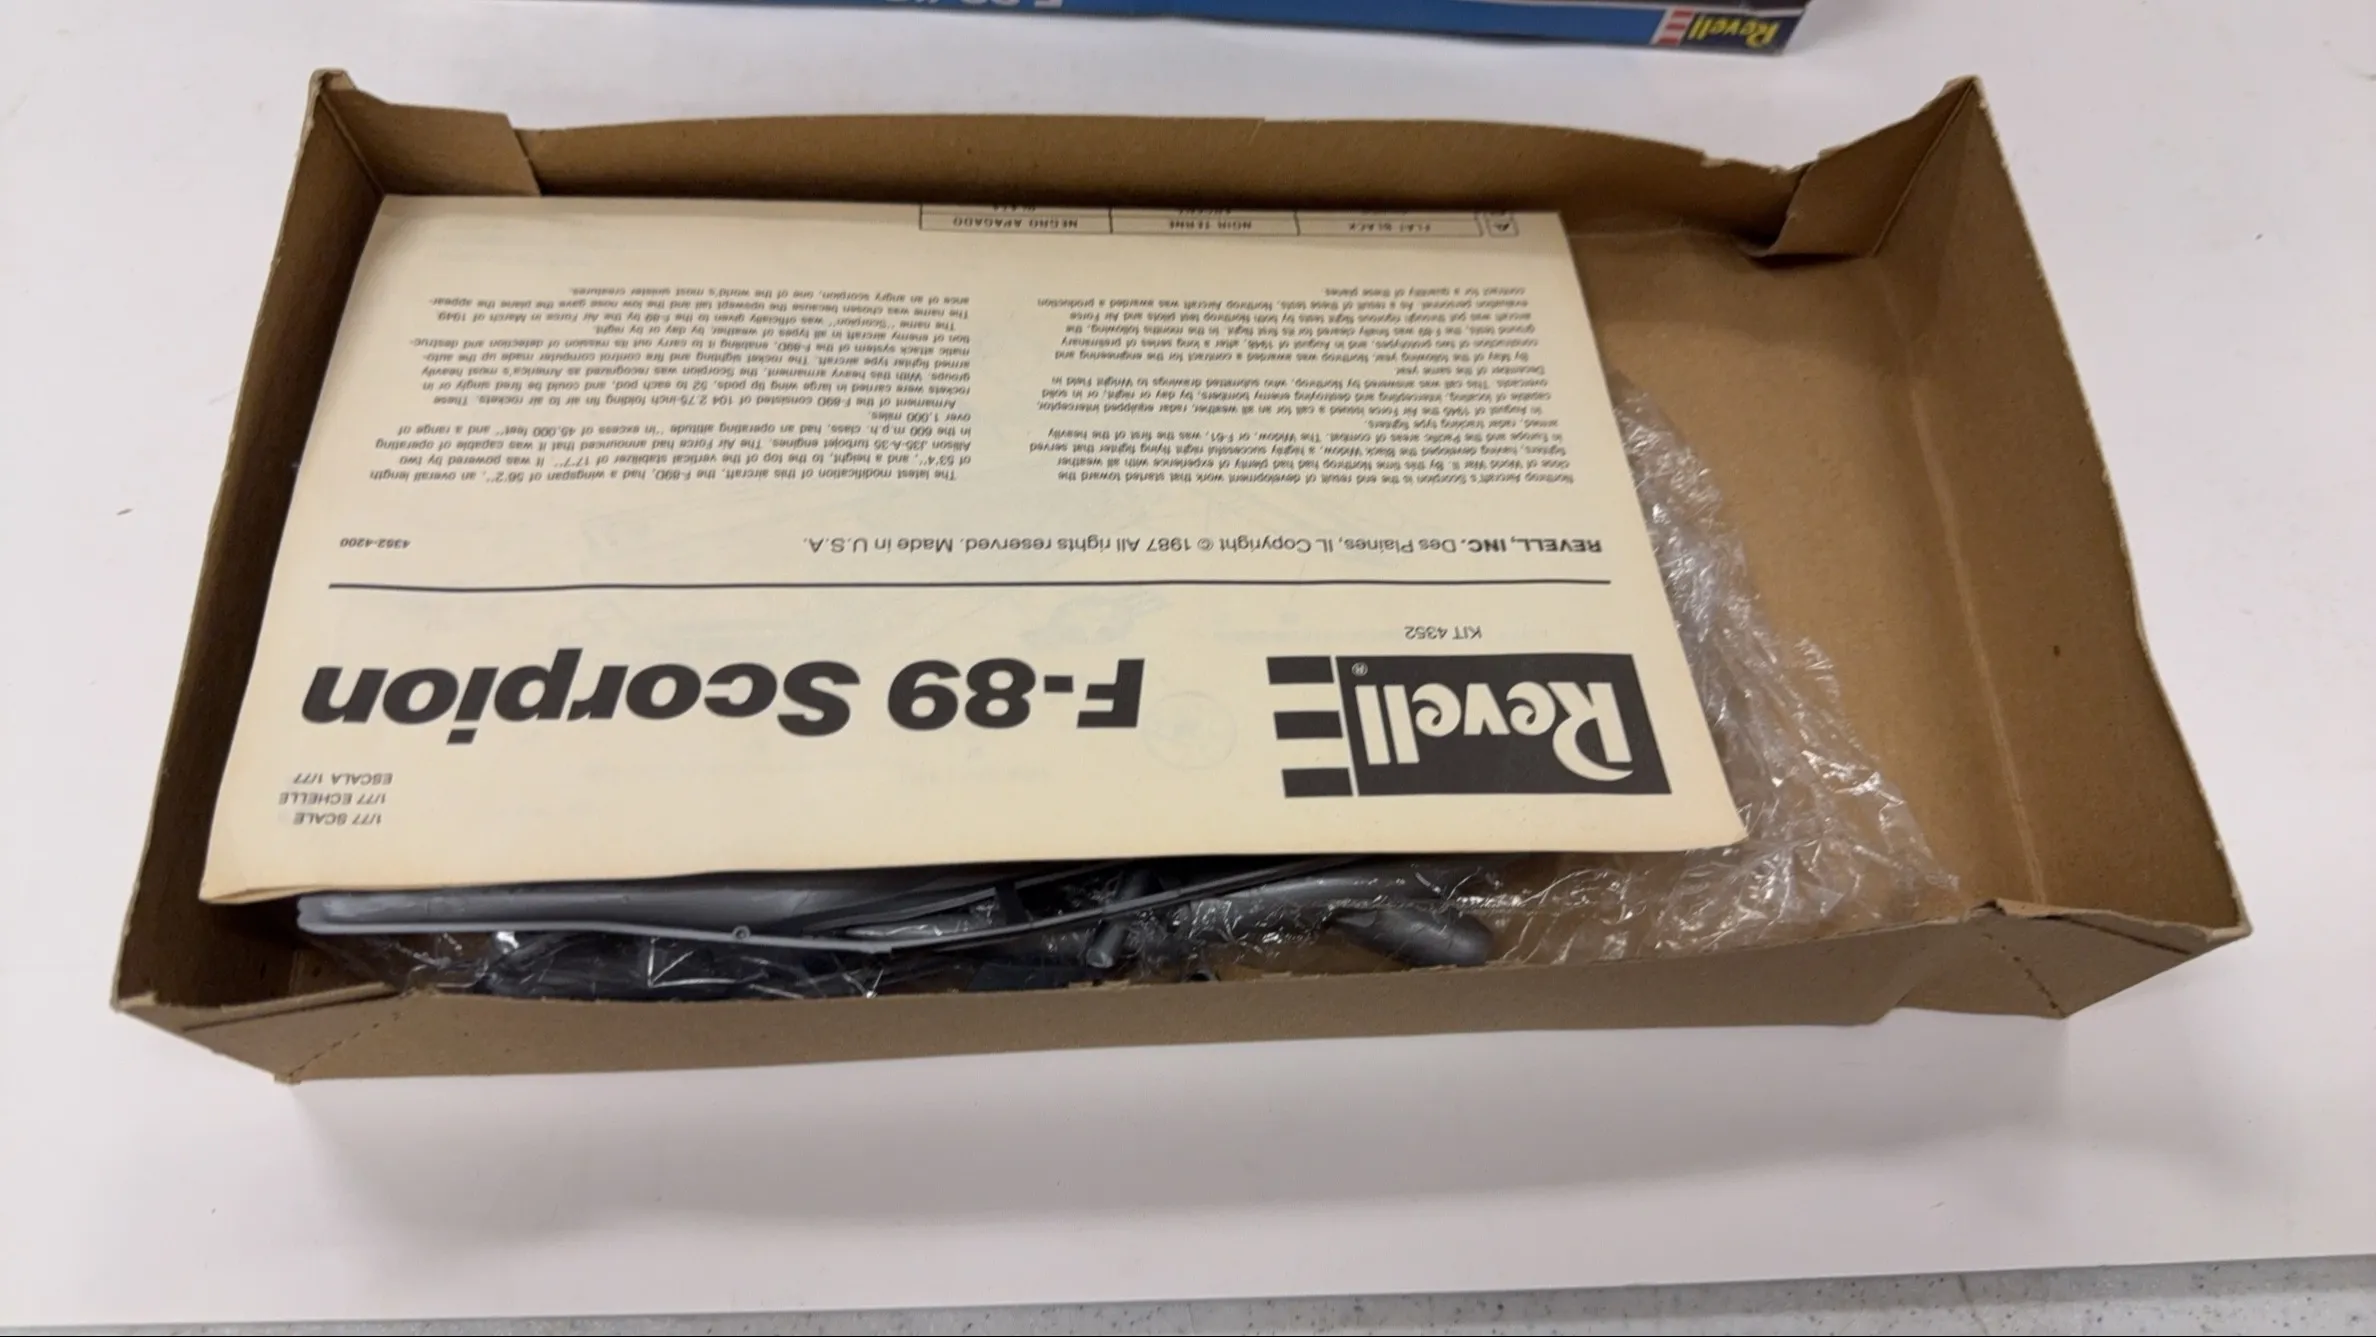 Revell
Revell®
F-89 Scorpion
1/77 SCALE
1/77 ECHELLE
ESCALA 1/77
KIT 4352
REVELL, INC. Des Plaines, IL Copyright © 1987 All rights reserved. Made in U.S.A.
4352-4200
Northrop Aircraft's Scorpion is the end result of development work that started toward the
close of World War II. By this time Northrop had had plenty of experience with all weather
fighters, having developed the Black Widow, a highly successful night flying fighter that served
in Europe and the Pacific areas of combat. The Widow, or F-61, was the first of the heavily
armed, radar tracking type fighters.
In August of 1945 the Air Force issued a call for an all weather, radar equipped interceptor,
capable of locating, intercepting and destroying enemy bombers, by day or night, or in solid
overcasts. This call was answered by Northrop, who submitted drawings to Wright Field in
December of the same year.
By May of the following year, Northrop was awarded a contract for the engineering and
construction of two prototypes, and in August of 1948, after a long series of preliminary
ground tests, the F-89 was finally cleared for its first flight. In the months following, the
aircraft was put through rigorous flight tests by both Northrop test pilots and Air Force
evaluation personnel. As a result of these tests, Northrop Aircraft was awarded a production
contract for a quantity of these planes.
The latest modification of this aircraft, the F-89D, had a wingspan of 56'2", an overall length
of 53'4", and a height, to the top of the vertical stabilizer of 17'7". It was powered by two
Allison J35-A-35 turbojet engines. The Air Force had announced that it was capable of operating
in the 600 m.p.h. class, had an operating altitude "in excess of 45,000 feet" and a range of
over 1,000 miles.
Armament of the F-89D consisted of 104 2.75-inch folding fin air to air rockets. These
rockets were carried in large wing tip pods, 52 to each pod, and could be fired singly or in
groups. With this heavy armament, the Scorpion was recognized as America's most heavily
armed fighter type aircraft. The rocket sighting and fire control computer made up the auto-
matic attack system of the F-89D, enabling it to carry out its mission of detection and destruc-
tion of enemy aircraft in all types of weather, by day or by night.
The name "Scorpion" was officially given to the F-89 by the Air Force in March of 1949.
The name was chosen because the upswept tail and the low nose gave the plane the appear-
ance of an angry scorpion, one of the world's most sinister creatures.
A FLAT BLACK NOIR TERNE NEGRO APAGADO